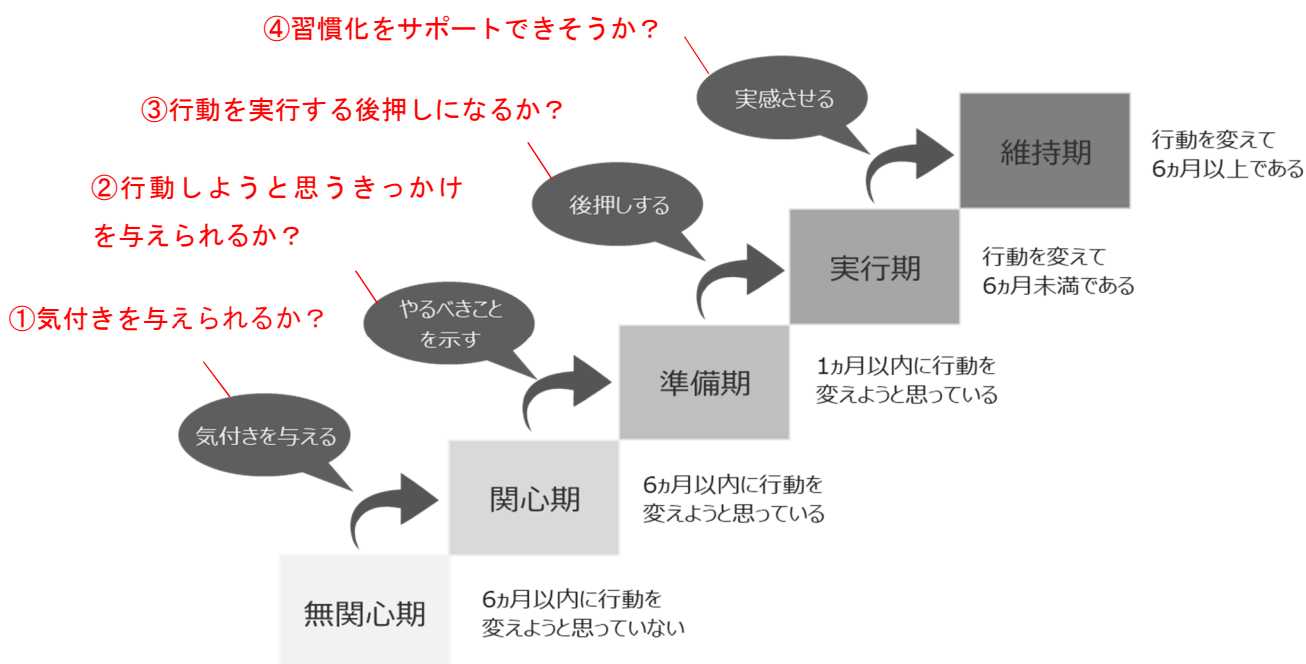 ④習慣化をサポートできそうか？
実感させる
③行動を実行する後押しになるか？
維持期
行動を変えて
6ヵ月以上である
②行動しようと思うきっかけ
を与えられるか？
後押しする
実行期
行動を変えて
6ヵ月未満である
①気付きを与えられるか？
やるべきこと
を示す
準備期
1ヵ月以内に行動を
変えようと思っている
気付きを与える
関心期
6ヵ月以内に行動を
変えようと思っている
無関心期
6ヵ月以内に行動を
変えようと思っていない